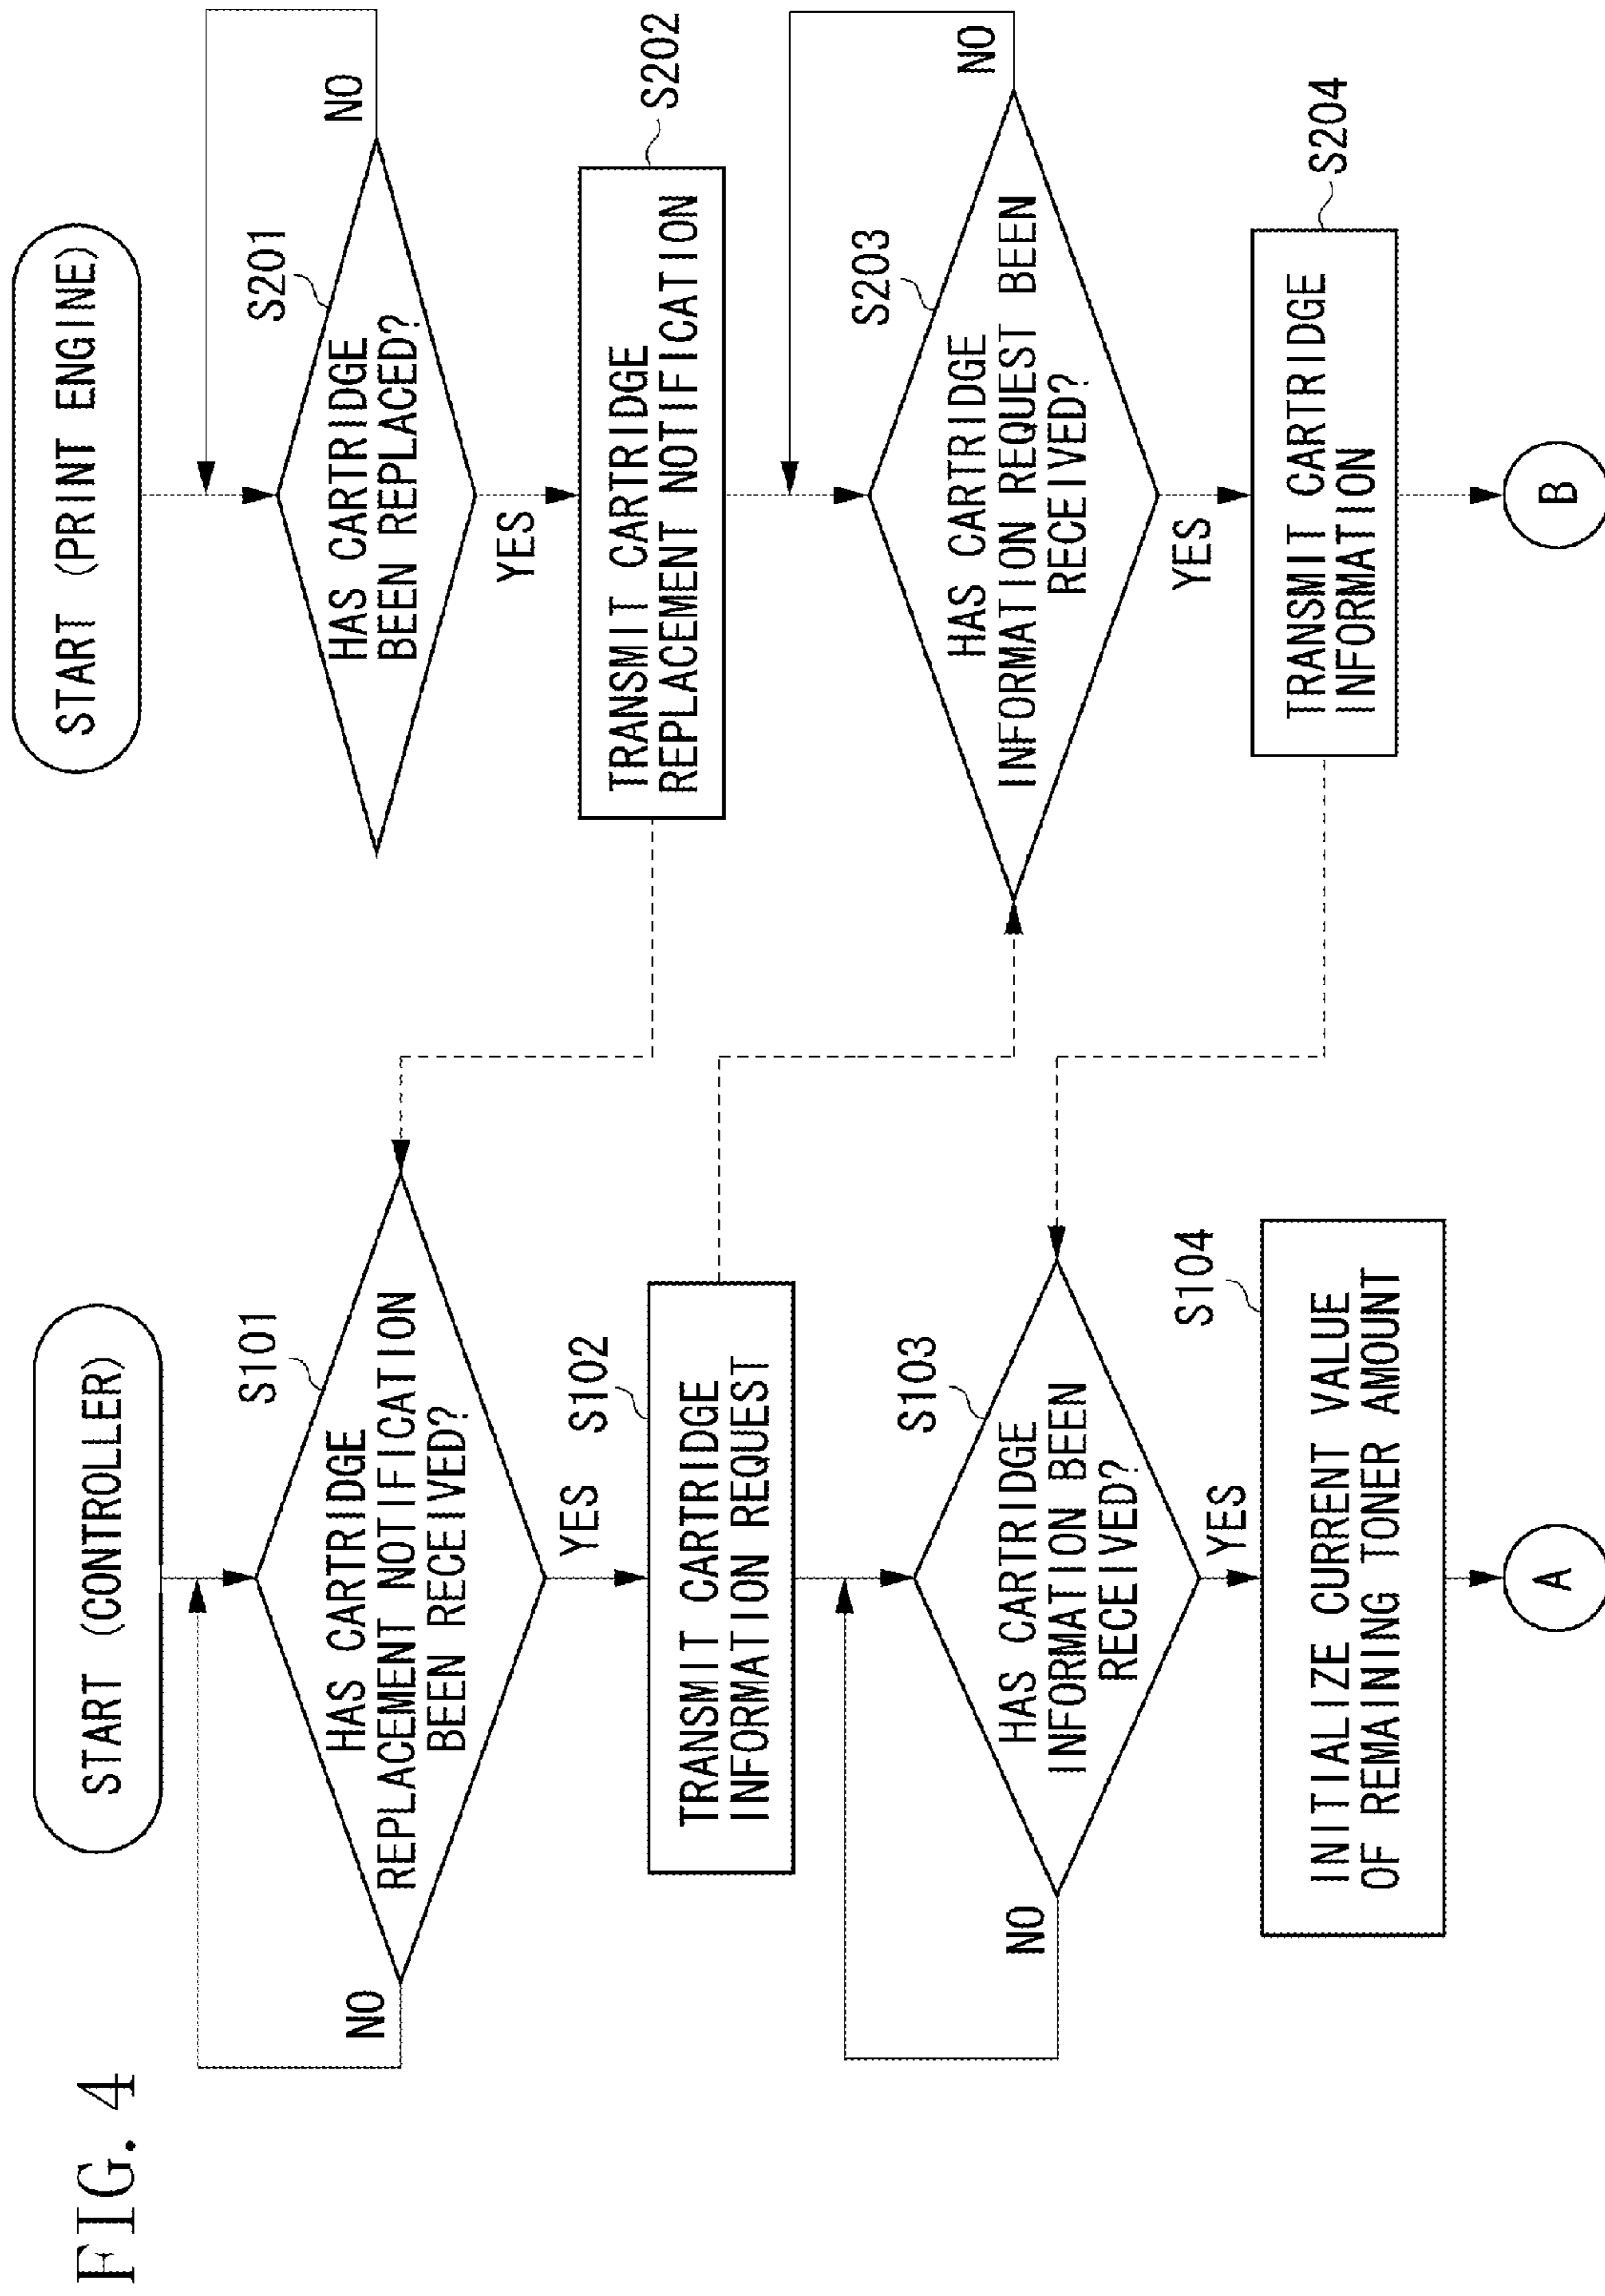 FIG. 4
START (CONTROLLER)
S101
HAS CARTRIDGE
REPLACEMENT NOTIFICATION
BEEN RECEIVED?
NO
YES
S102
TRANSMIT CARTRIDGE
INFORMATION REQUEST
S103
HAS CARTRIDGE
INFORMATION BEEN
RECEIVED?
NO
YES
S104
INITIALIZE CURRENT VALUE
OF REMAINING TONER AMOUNT
A
START (PRINT ENGINE)
S201
HAS CARTRIDGE
BEEN REPLACED?
NO
YES
S202
TRANSMIT CARTRIDGE
REPLACEMENT NOTIFICATION
S203
HAS CARTRIDGE
INFORMATION REQUEST BEEN
RECEIVED?
NO
YES
S204
TRANSMIT CARTRIDGE
INFORMATION
B